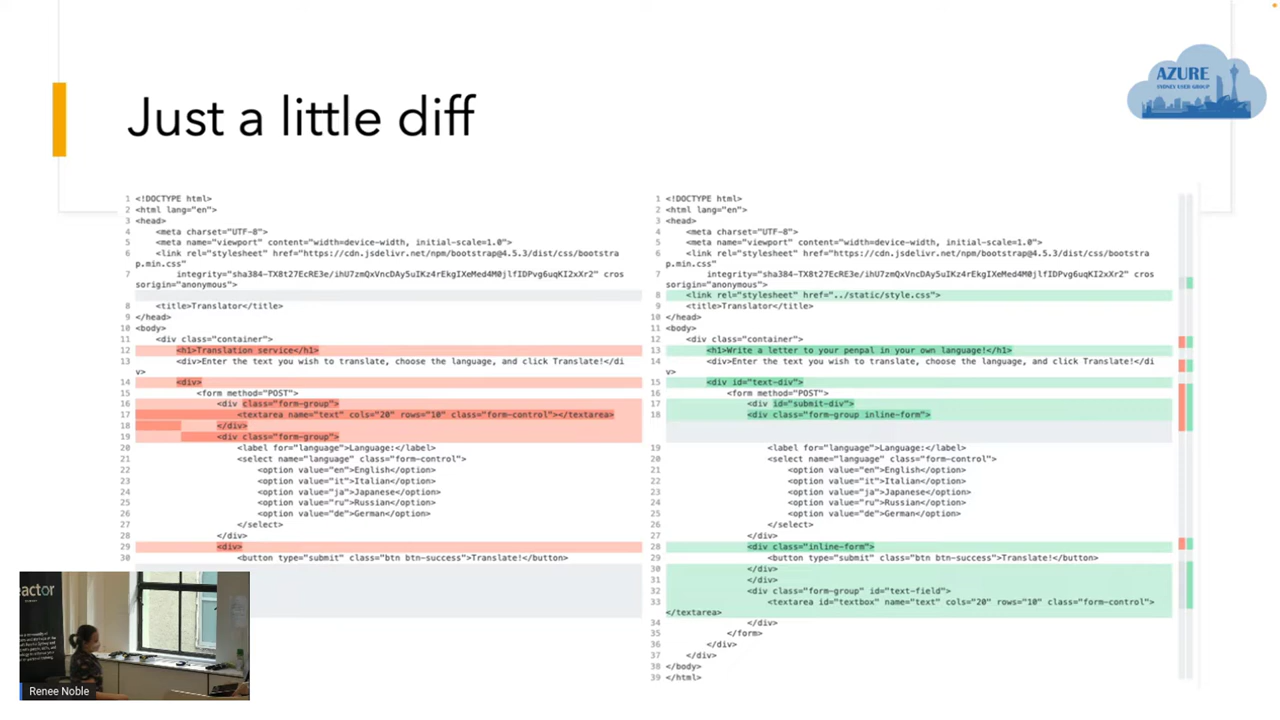 AZURE
SYDNEY USER GROUP
Just a little diff
1 <!DOCTYPE html>
2 <html lang="en">
3 <head>
4 <meta charset="UTF-8">
5 <meta name="viewport" content="width=device-width, initial-scale=1.0">
6 <link rel="stylesheet" href="https://cdn.jsdelivr.net/npm/bootstrap@4.5.3/dist/css/bootstra
p.min.css"
7 integrity="sha384-TX8t27EcRE3e/ihU7zmQxVncDAy5uIKz4rEkgIXeMed4M0jlfIDPvg6uqKI2xXr2" cros
sorigin="anonymous">
8 <title>Translator</title>
9 </head>
10 <body>
11 <div class="container">
12 <h1>Translation service</h1>
13 <div>Enter the text you wish to translate, choose the language, and click Translate!</di
v>
14 <div>
15 <form method="POST">
16 <div class="form-group">
17 <textarea name="text" cols="20" rows="10" class="form-control"></textarea>
18 </div>
19 <div class="form-group">
20 <label for="language">Language:</label>
21 <select name="language" class="form-control">
22 <option value="en">English</option>
23 <option value="it">Italian</option>
24 <option value="ja">Japanese</option>
25 <option value="ru">Russian</option>
26 <option value="de">German</option>
27 </select>
28 </div>
29 <div>
30 <button type="submit" class="btn btn-success">Translate!</button>
1 <!DOCTYPE html>
2 <html lang="en">
3 <head>
4 <meta charset="UTF-8">
5 <meta name="viewport" content="width=device-width, initial-scale=1.0">
6 <link rel="stylesheet" href="https://cdn.jsdelivr.net/npm/bootstrap@4.5.3/dist/css/bootstra
p.min.css"
7 integrity="sha384-TX8t27EcRE3e/ihU7zmQxVncDAy5uIKz4rEkgIXeMed4M0jlfIDPvg6uqKI2xXr2" cros
sorigin="anonymous">
8 <link rel="stylesheet" href="../static/style.css">
9 <title>Translator</title>
10 </head>
11 <body>
12 <div class="container">
13 <h1>Write a letter to your penpal in your own language!</h1>
14 <div>Enter the text you wish to translate, choose the language, and click Translate!</di
v>
15 <div id="text-div">
16 <form method="POST">
17 <div id="submit-div">
18 <div class="form-group inline-form">
19 <label for="language">Language:</label>
20 <select name="language" class="form-control">
21 <option value="en">English</option>
22 <option value="it">Italian</option>
23 <option value="ja">Japanese</option>
24 <option value="ru">Russian</option>
25 <option value="de">German</option>
26 </select>
27 </div>
28 <div class="inline-form">
29 <button type="submit" class="btn btn-success">Translate!</button>
30 </div>
31 </div>
32 <div class="form-group" id="text-field">
33 <textarea id="textbox" name="text" cols="20" rows="10" class="form-control">
</textarea>
34 </div>
35 </form>
36 </div>
37 </div>
38 </body>
39 </html>
eactor
Renee Noble